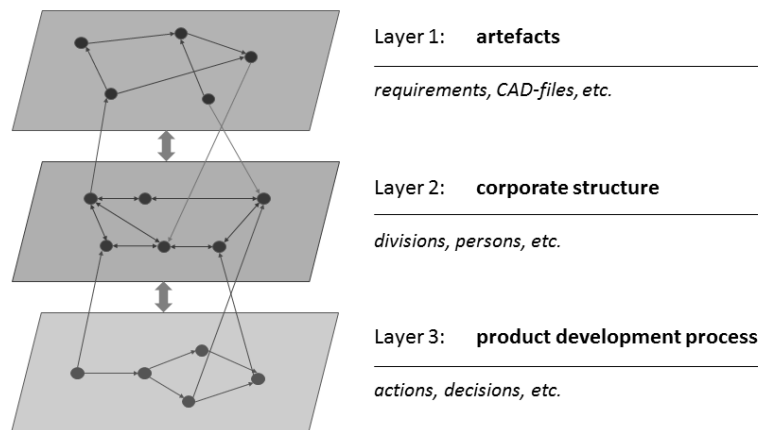 Layer 1: artefacts
requirements, CAD-files, etc.
Layer 2: corporate structure
divisions, persons, etc.
Layer 3: product development process
actions, decisions, etc.